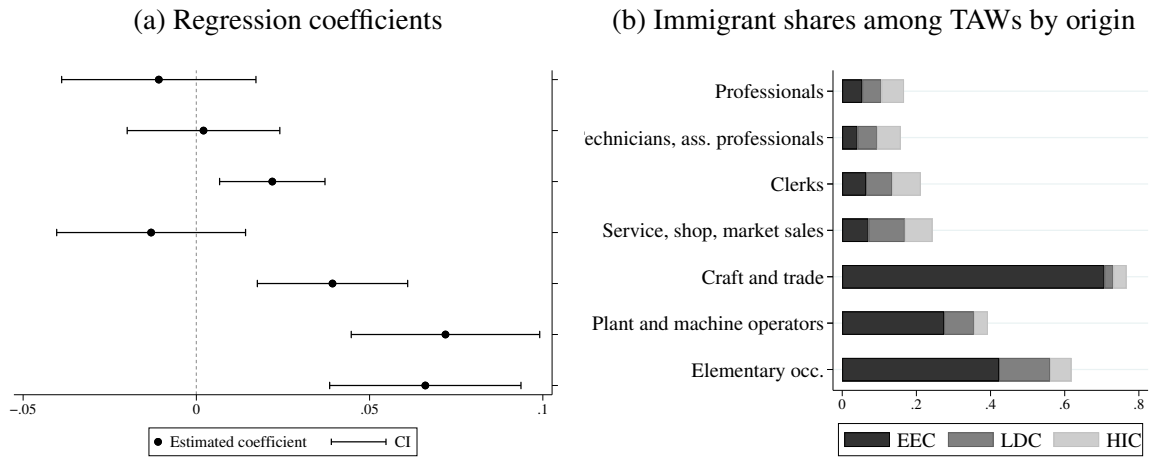 (a) Regression coefficients
-.05 0 .05 .1
Estimated coefficient CI
(b) Immigrant shares among TAWs by origin
Professionals
echnicians, ass. professionals
Clerks
Service, shop, market sales
Craft and trade
Plant and machine operators
Elementary occ.
0 .2 .4 .6 .8
EEC LDC HIC